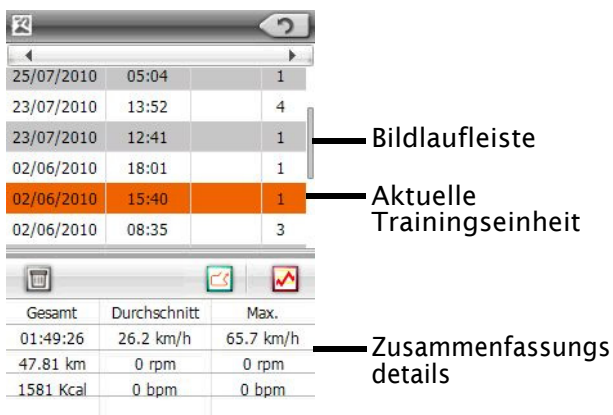 25/07/2010 05:04 1
23/07/2010 13:52 4
23/07/2010 12:41 1
02/06/2010 18:01 1
02/06/2010 15:40 1
02/06/2010 08:35 3
Bildlaufleiste
Aktuelle
Trainingseinheit
Gesamt Durchschnitt Max.
01:49:26 26.2 km/h 65.7 km/h
47.81 km 0 rpm 0 rpm
1581 Kcal 0 bpm 0 bpm
Zusammenfassungs
details